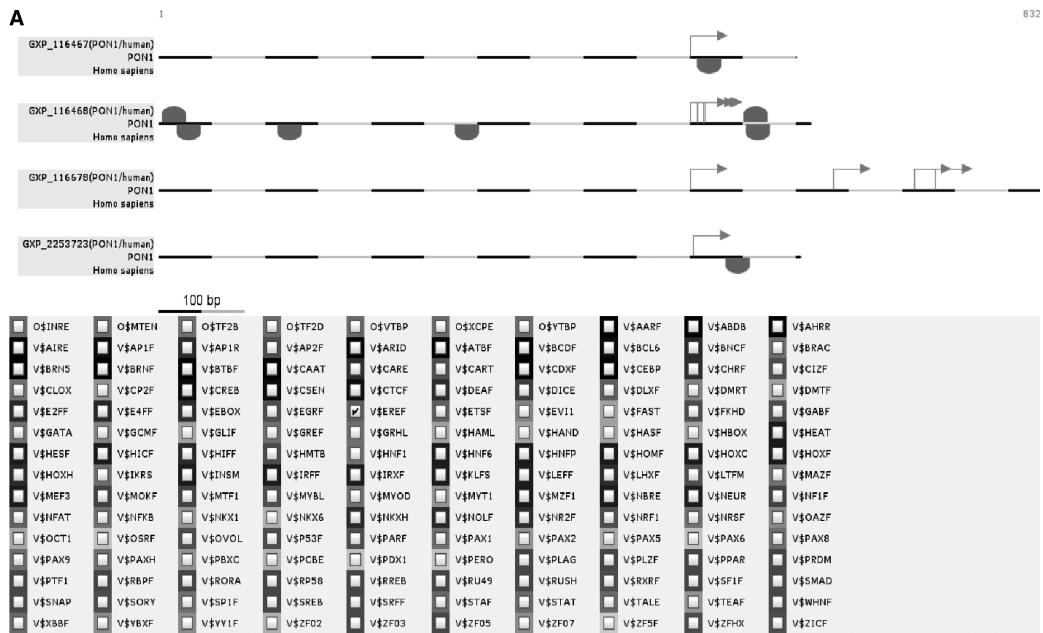 A
1 832
GXP_116467(PON1/human)
PON1
Homo sapiens
GXP_116468(PON1/human)
PON1
Homo sapiens
GXP_116678(PON1/human)
PON1
Homo sapiens
GXP_2253723(PON1/human)
PON1
Homo sapiens
100 bp
O$INRE O$MTEN O$TF2B O$TF2D O$VTBP O$XCPE O$YTBP V$AARF V$ABDB V$AHRR
V$AIRE V$AP1F V$AP1R V$AP2F V$ARID V$ATBF V$BCDF V$BCL6 V$BNCF V$BRAC
V$BRN5 V$BRNF V$BTBF V$CAAT V$CARE V$CART V$CDXF V$CEBP V$CHRF V$CIZF
V$CLOX V$CP2F V$CREB V$CSEN V$CTCF V$DEAF V$DICE V$DLXF V$DMRT V$DMTF
V$E2FF V$E4FF V$EBOX V$EGRF V$EREF V$ETSF V$EVI1 V$FAST V$FKHD V$GABF
V$GATA V$GCMF V$GLIF V$GREF V$GRHL V$HAML V$HAND V$HASF V$HBOX V$HEAT
V$HESF V$HICF V$HIFF V$HMTB V$HNF1 V$HNF6 V$HNFP V$HOMF V$HOXC V$HOXF
V$HOXH V$IKRS V$INSM V$IRFF V$IRXF V$KLFS V$LEFF V$LHXF V$LTFM V$MAZF
V$MEF3 V$MOKF V$MTF1 V$MYBL V$MYOD V$MYT1 V$MZF1 V$NBRE V$NEUR V$NF1F
V$NFAT V$NFKB V$NKX1 V$NKX6 V$NKXH V$NOLF V$NR2F V$NRF1 V$NRSF V$OAZF
V$OCT1 V$OSRF V$OVOL V$P53F V$PARF V$PAX1 V$PAX2 V$PAX5 V$PAX6 V$PAX8
V$PAX9 V$PAXH V$PBXC V$PCBE V$PDX1 V$PERO V$PLAG V$PLZF V$PPAR V$PRDM
V$PTF1 V$RBPF V$RORA V$RP58 V$RREB V$RU49 V$RUSH V$RXRF V$SF1F V$SMAD
V$SNAP V$SORY V$SP1F V$SREB V$SRFF V$STAF V$STAT V$TALE V$TEAF V$WHNF
V$XBBF V$YBXF V$YY1F V$ZF02 V$ZF03 V$ZF05 V$ZF07 V$ZF5F V$ZFHX V$ZICF